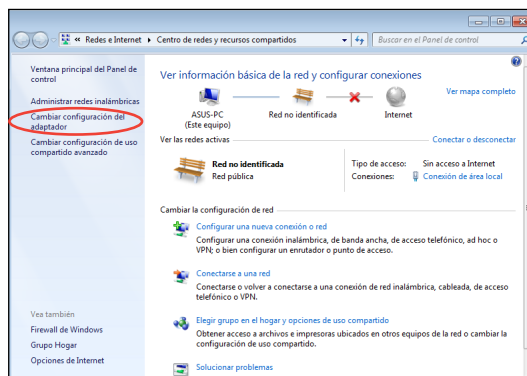 « Redes e Internet ▸ Centro de redes y recursos compartidos
Buscar en el Panel de control
Ventana principal del Panel de
control
Administrar redes inalámbricas
Cambiar configuración del
adaptador
Cambiar configuración de uso
compartido avanzado
Ver información básica de la red y configurar conexiones
Ver mapa completo
ASUS-PC
(Este equipo)
Red no identificada
Internet
Ver las redes activas
Conectar o desconectar
Red no identificada
Red pública
Tipo de acceso: Sin acceso a Internet
Conexiones: Conexión de área local
Cambiar la configuración de red
Configurar una nueva conexión o red
Configurar una conexión inalámbrica, de banda ancha, de acceso telefónico, ad hoc o
VPN; o bien configurar un enrutador o punto de acceso.
Conectarse a una red
Conectarse o volver a conectarse a una conexión de red inalámbrica, cableada, de acceso
telefónico o VPN.
Elegir grupo en el hogar y opciones de uso compartido
Obtener acceso a archivos e impresoras ubicados en otros equipos de la red o cambiar la
configuración de uso compartido.
Solucionar problemas
Vea también
Firewall de Windows
Grupo Hogar
Opciones de Internet